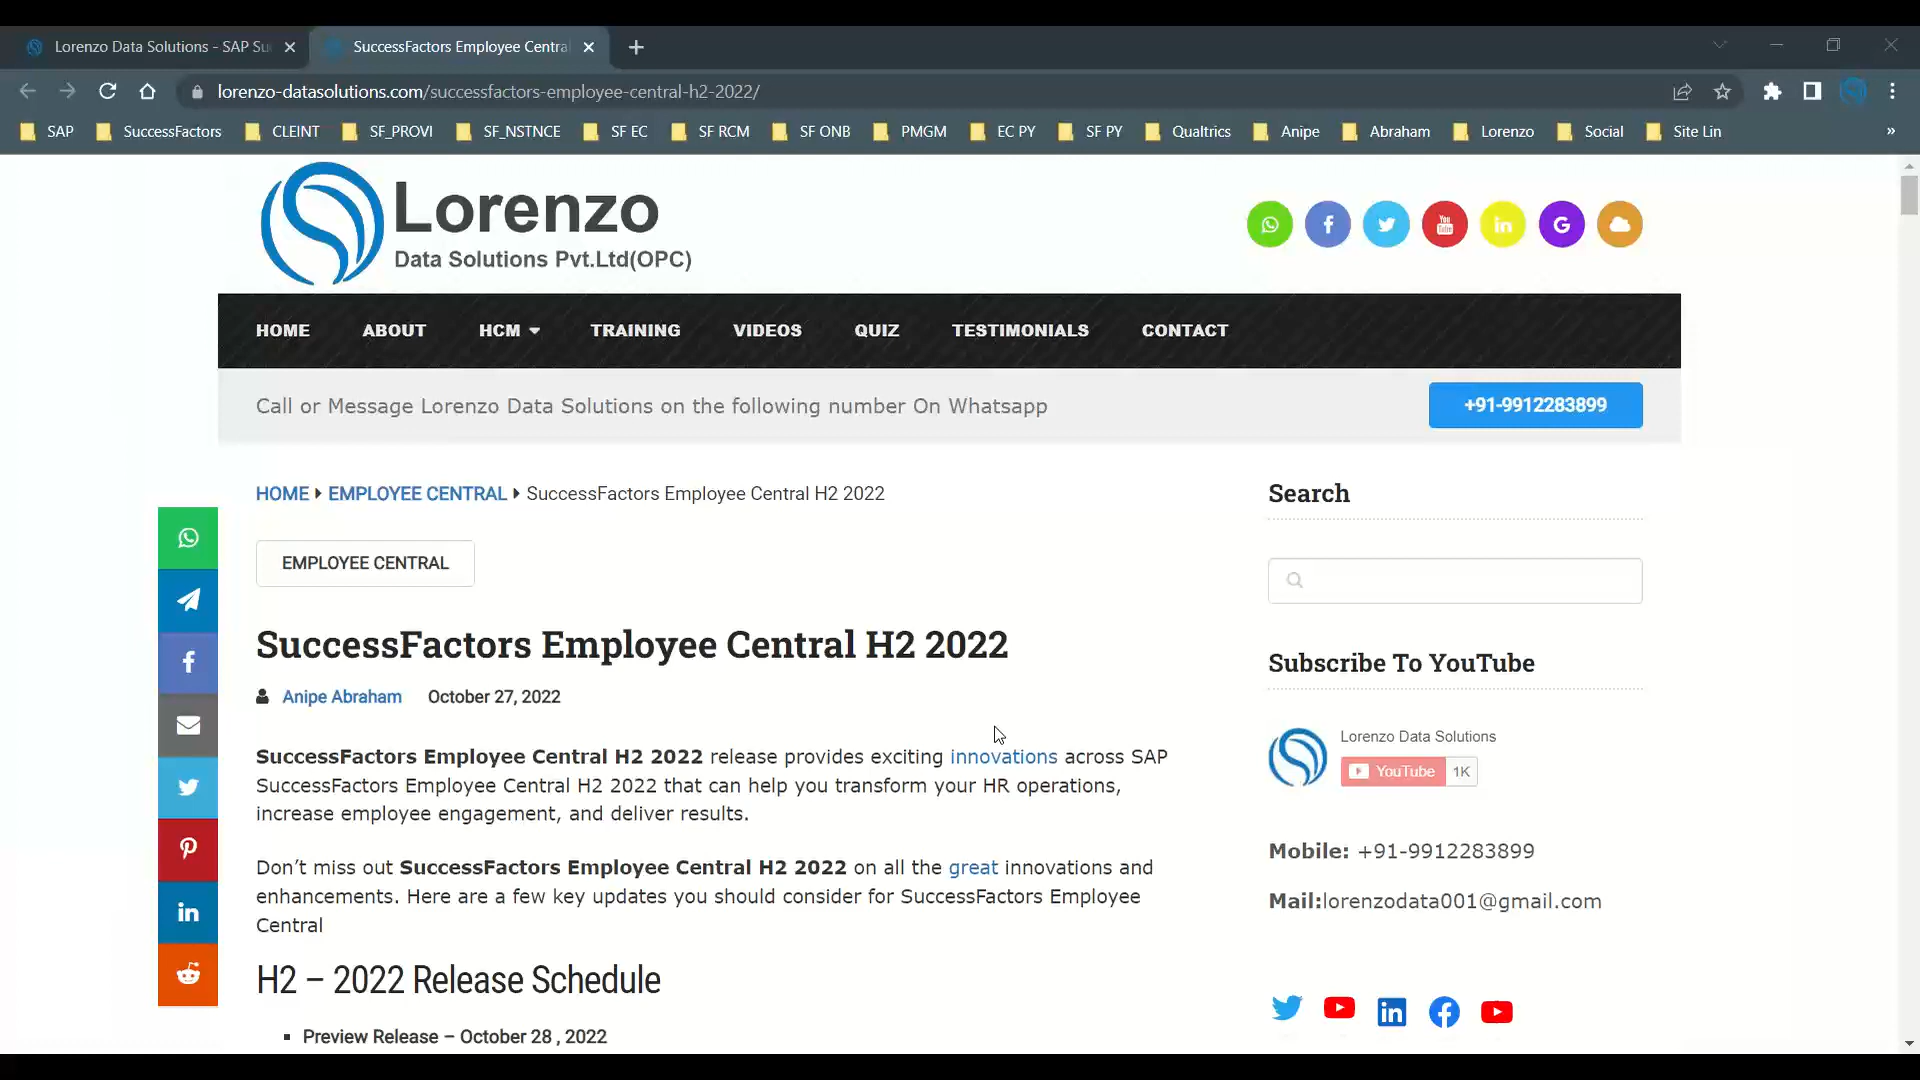 Lorenzo Data Solutions - SAP Su
SuccessFactors Employee Centra
lorenzo-datasolutions.com/successfactors-employee-central-h2-2022/
SAP
SuccessFactors
CLEINT
SF_PROVI
SF_NSTNCE
SF EC
SF RCM
SF ONB
PMGM
EC PY
SF PY
Qualtrics
Anipe
Abraham
Lorenzo
Social
Site Lin
»
Lorenzo
Data Solutions Pvt.Ltd(OPC)
HOME
ABOUT
HCM
TRAINING
VIDEOS
QUIZ
TESTIMONIALS
CONTACT
Call or Message Lorenzo Data Solutions on the following number On Whatsapp
+91-9912283899
HOME
EMPLOYEE CENTRAL
SuccessFactors Employee Central H2 2022
EMPLOYEE CENTRAL
SuccessFactors Employee Central H2 2022
Anipe Abraham
October 27, 2022
SuccessFactors Employee Central H2 2022 release provides exciting innovations across SAP
SuccessFactors Employee Central H2 2022 that can help you transform your HR operations,
increase employee engagement, and deliver results.
Don’t miss out SuccessFactors Employee Central H2 2022 on all the great innovations and
enhancements. Here are a few key updates you should consider for SuccessFactors Employee
Central
H2 – 2022 Release Schedule
Preview Release – October 28 , 2022
Search
Subscribe To YouTube
Lorenzo Data Solutions
YouTube
1K
Mobile: +91-9912283899
Mail:lorenzodata001@gmail.com